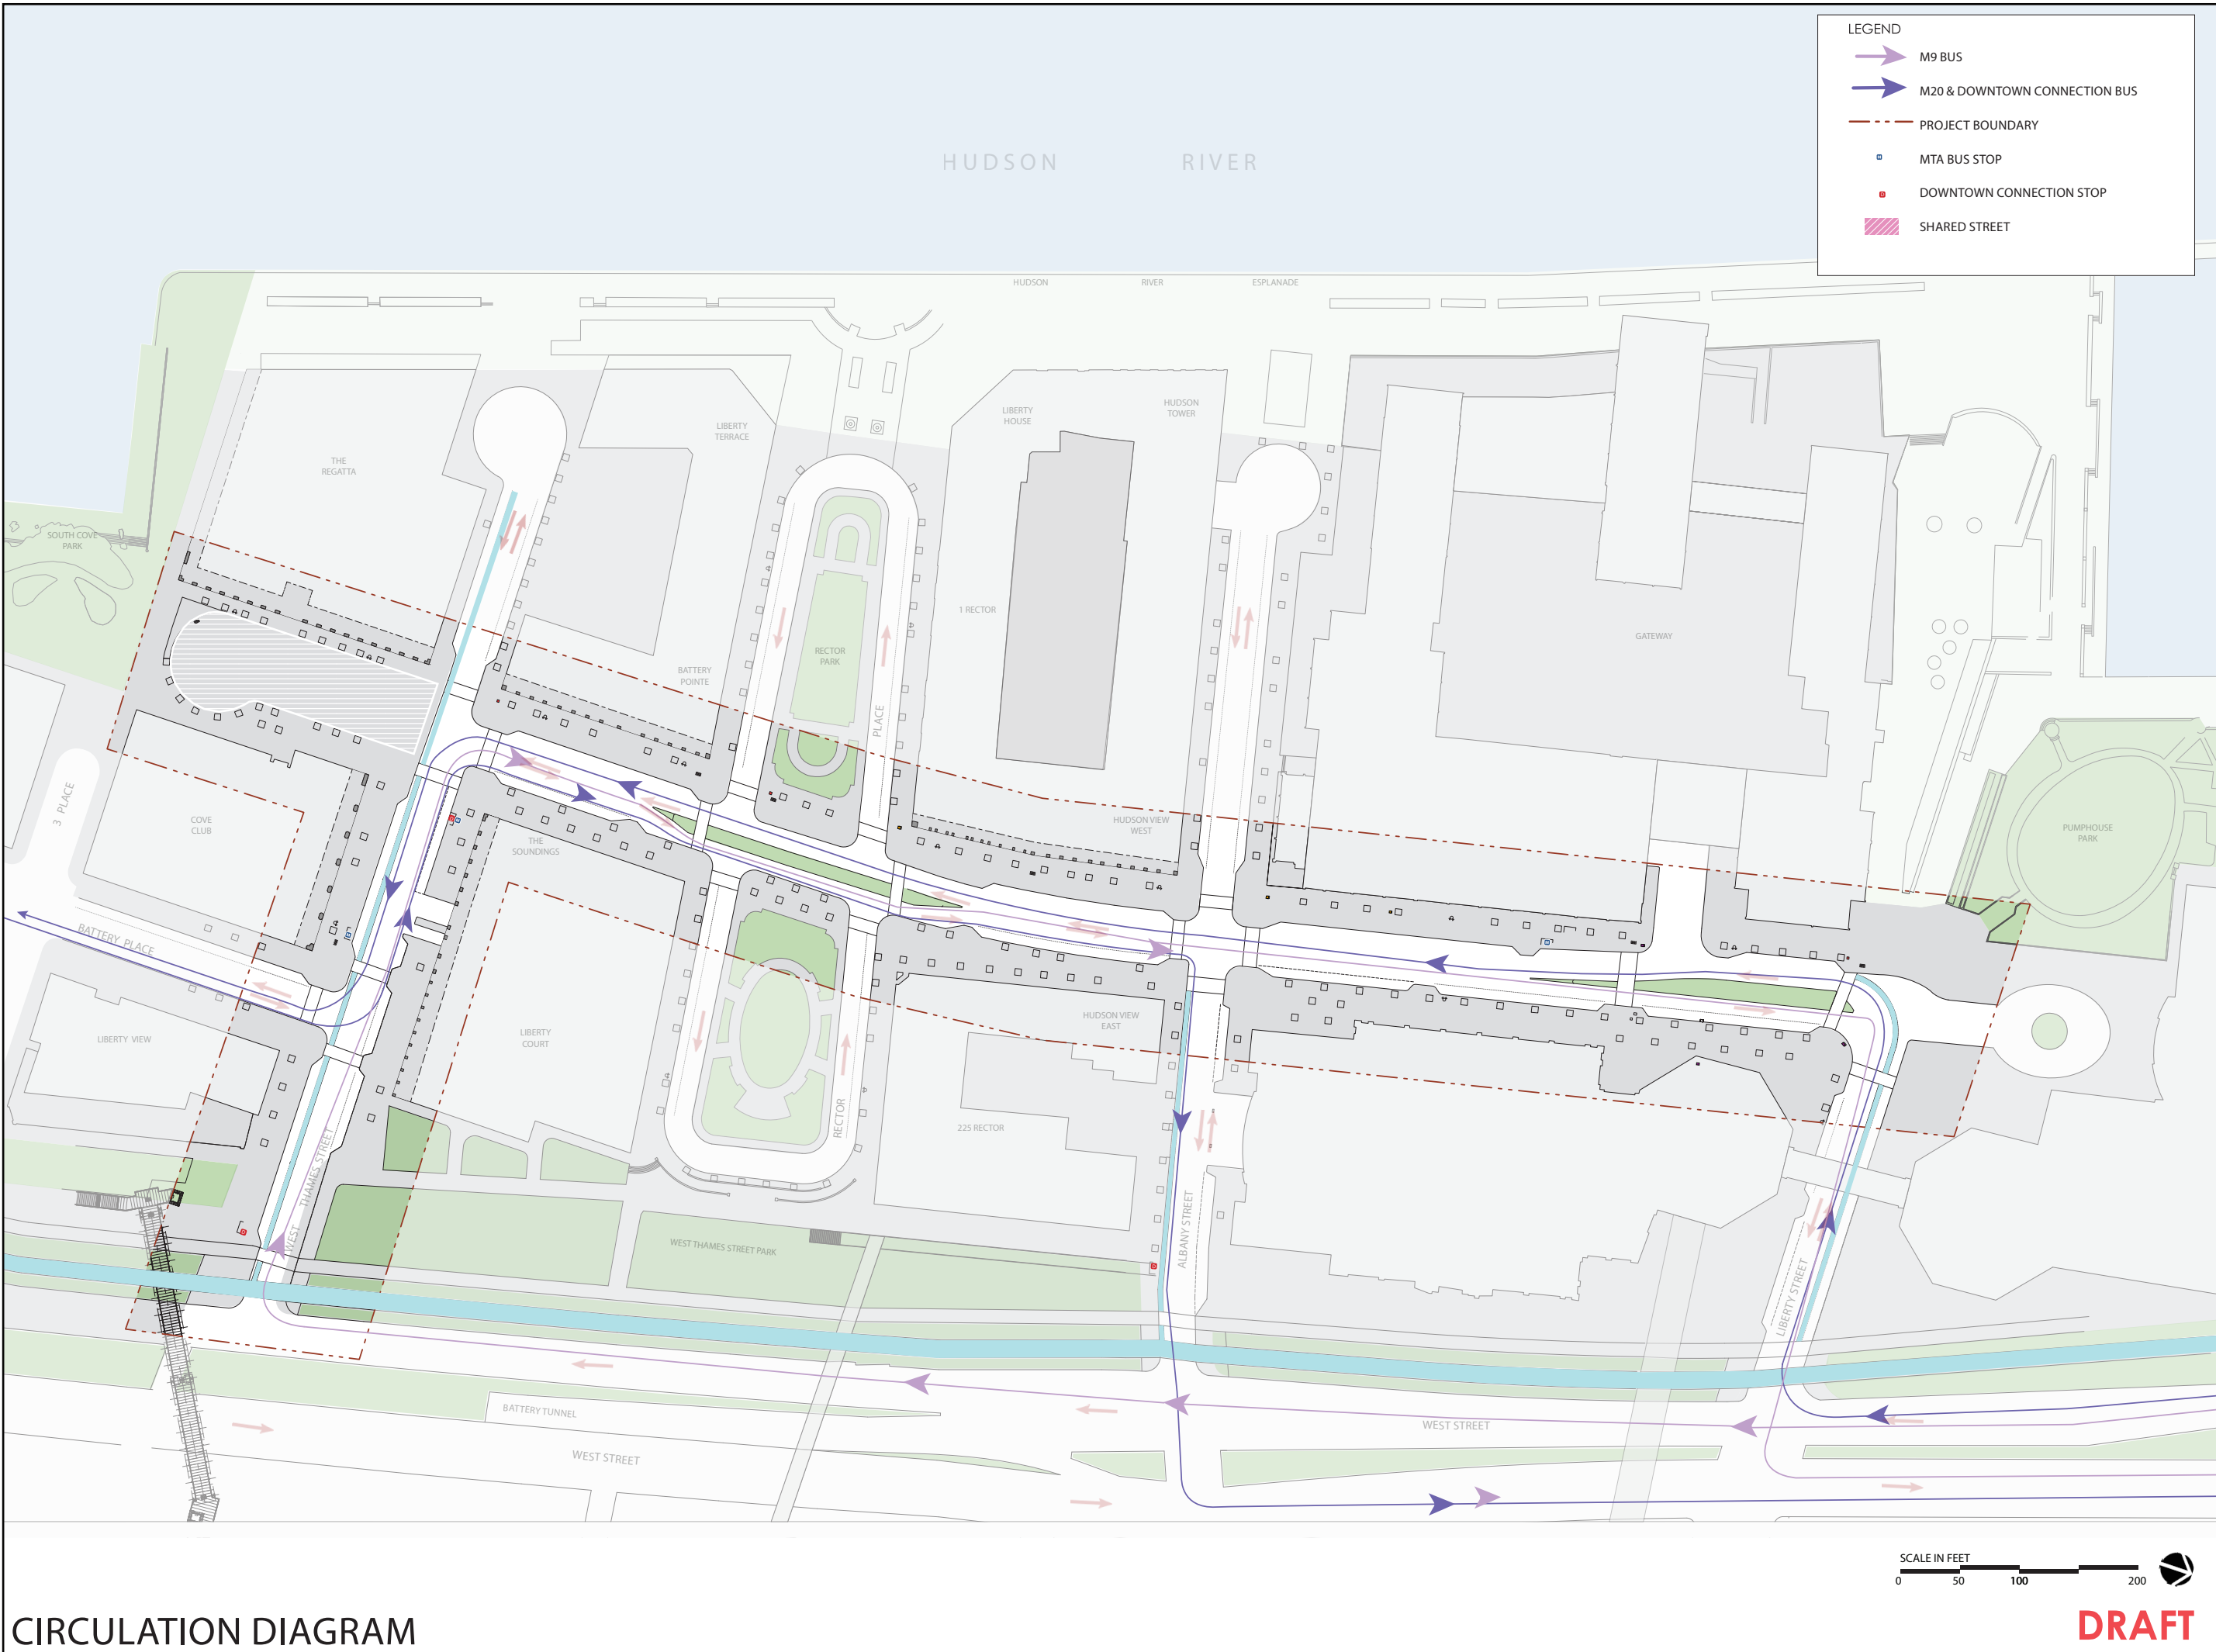 LEGEND
M9 BUS
M20 & DOWNTOWN CONNECTION BUS
PROJECT BOUNDARY
MTA BUS STOP
DOWNTOWN CONNECTION STOP
SHARED STREET
HUDSON RIVER
HUDSON RIVER ESPLANADE
THE
REGATTA
LIBERTY
TERRACE
LIBERTY
HOUSE
HUDSON
TOWER
SOUTH COVE
PARK
1 RECTOR
GATEWAY
RECTOR
PARK
BATTERY
POINTE
PLACE
3 PLACE
COVE
CLUB
THE
SOUNDINGS
HUDSON VIEW
WEST
PUMPHOUSE
PARK
BATTERY PLACE
LIBERTY VIEW
LIBERTY
COURT
HUDSON VIEW
EAST
RECTOR
225 RECTOR
WEST THAMES STREET
WEST THAMES STREET PARK
ALBANY STREET
LIBERTY STREET
BATTERY TUNNEL
WEST STREET
WEST STREET
SCALE IN FEET
0 50 100 200
CIRCULATION DIAGRAM
DRAFT